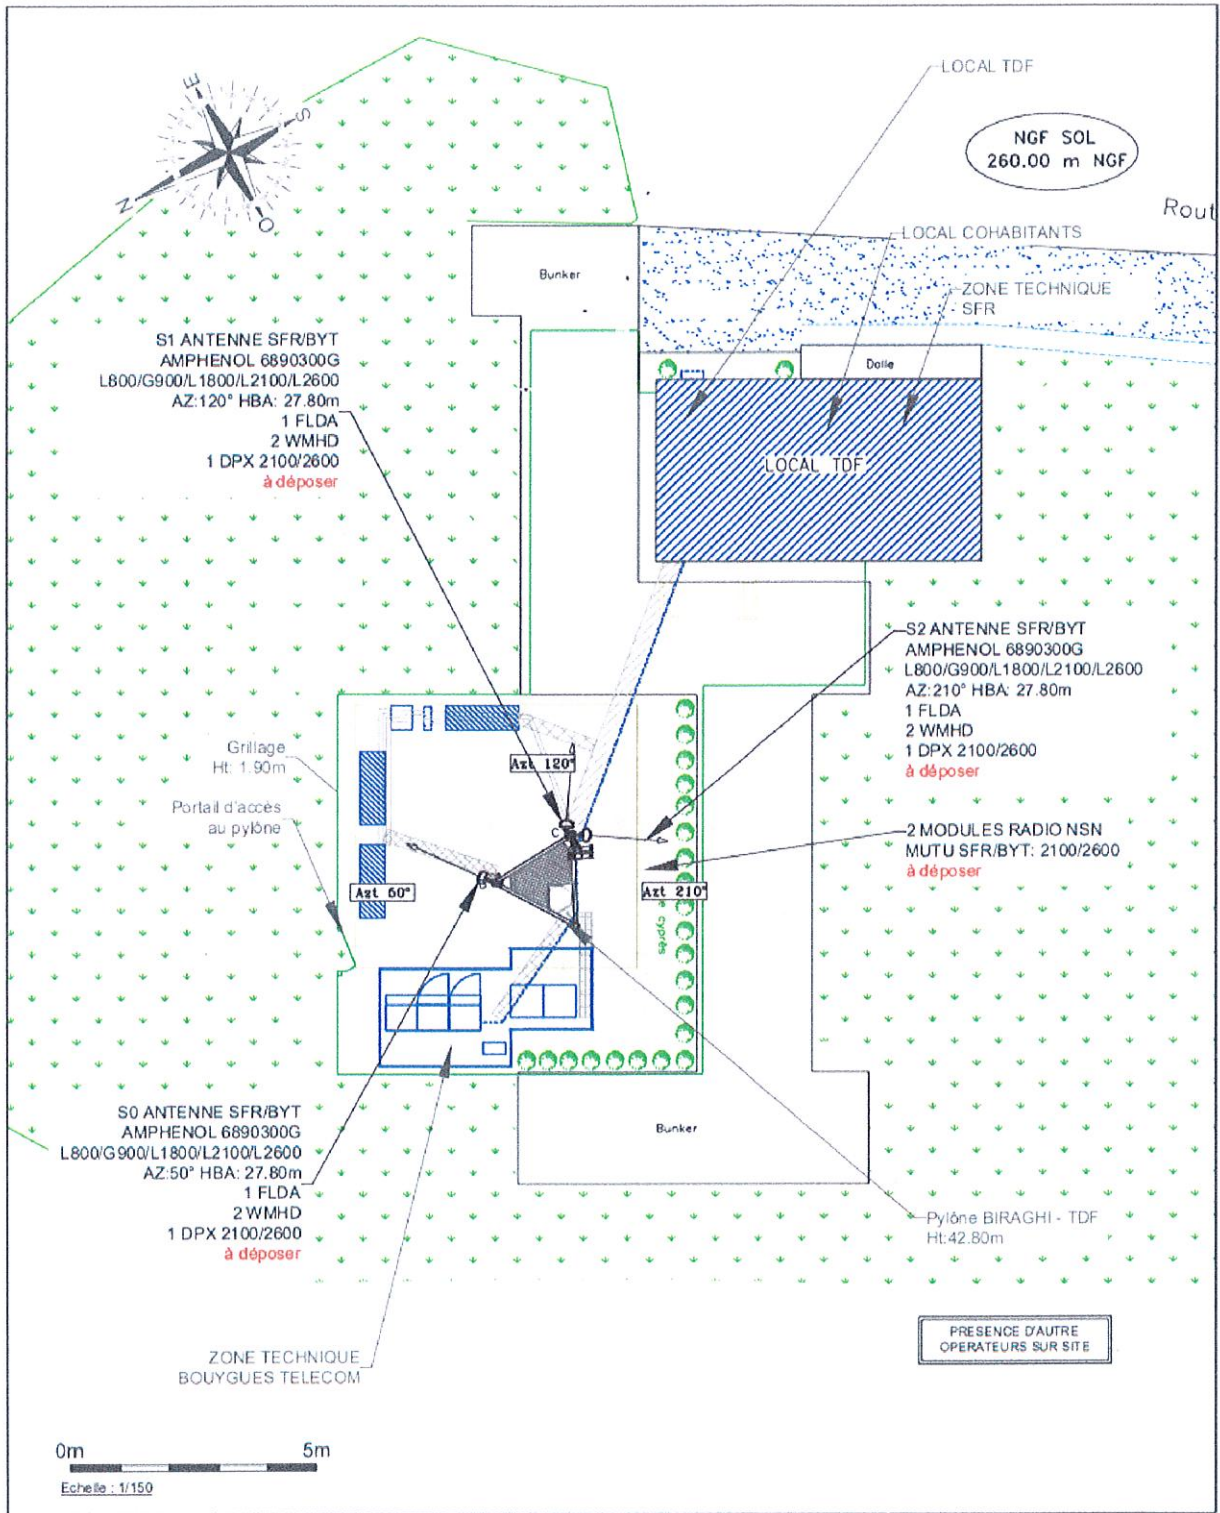 LOCAL TDF
E
S
N
O
NGF SOL
260.00 m NGF
Rout
LOCAL COHABITANTS
ZONE TECHNIQUE
SFR
Bunker
Dalle
LOCAL TDF
S1 ANTENNE SFR/BYT
AMPHENOL 6890300G
L800/G900/L1800/L2100/L2600
AZ:120° HBA: 27.80m
1 FLDA
2 WMHD
1 DPX 2100/2600
à déposer
S2 ANTENNE SFR/BYT
AMPHENOL 6890300G
L800/G900/L1800/L2100/L2600
AZ:210° HBA: 27.80m
1 FLDA
2 WMHD
1 DPX 2100/2600
à déposer
Grillage
Ht: 1.90m
Portail d'accès
au pylône
Azt 120°
2 MODULES RADIO NSN
MUTU SFR/BYT: 2100/2600
à déposer
Azt 210°
e cyprès
S0 ANTENNE SFR/BYT
AMPHENOL 6890300G
L800/G900/L1800/L2100/L2600
AZ:50° HBA: 27.80m
1 FLDA
2 WMHD
1 DPX 2100/2600
à déposer
Bunker
Pylône BIRAGHI - TDF
Ht:42.80m
PRESENCE D'AUTRE
OPERATEURS SUR SITE
ZONE TECHNIQUE
BOUYGUES TELECOM
0m 5m
Echelle : 1/150